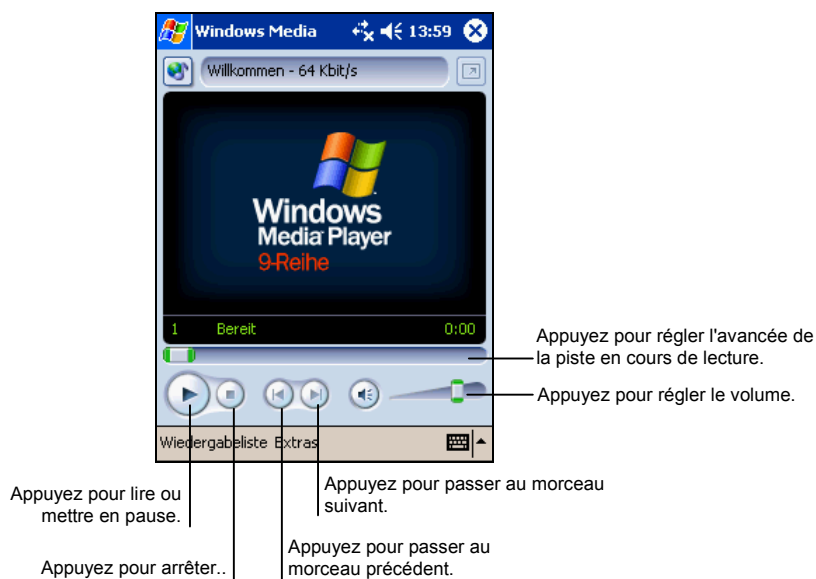 Windows Media 13:59
Willkommen - 64 Kbit/s
Windows
Media Player
9-Reihe
1 Bereit 0:00
Appuyez pour régler l'avancée de
la piste en cours de lecture.
Appuyez pour régler le volume.
Wiedergabeliste Extras
Appuyez pour lire ou
mettre en pause.
Appuyez pour passer au morceau
suivant.
Appuyez pour arrêter..
Appuyez pour passer au
morceau précédent.